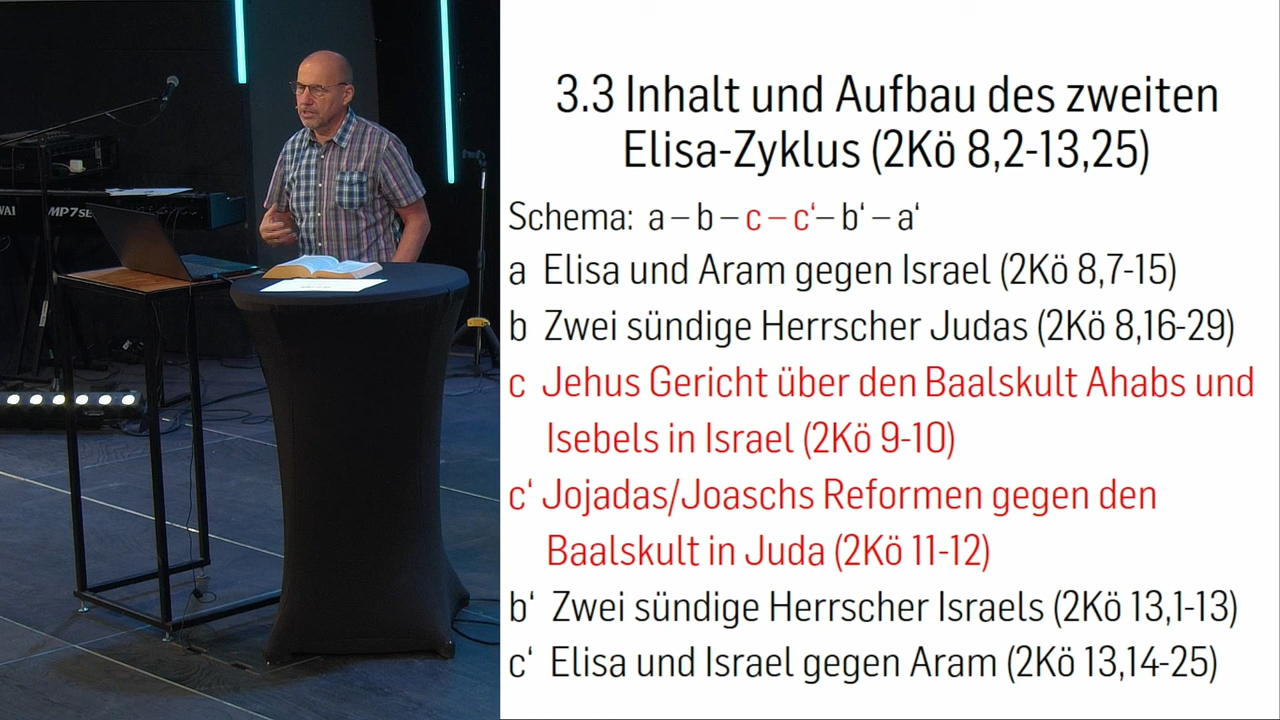 3.3 Inhalt und Aufbau des zweiten
Elisa-Zyklus (2Kö 8,2-13,25)
Schema: a – b – c – c‘– b‘ – a‘
a Elisa und Aram gegen Israel (2Kö 8,7-15)
b Zwei sündige Herrscher Judas (2Kö 8,16-29)
c Jehus Gericht über den Baalskult Ahabs und
Isebels in Israel (2Kö 9-10)
c‘ Jojadas/Joaschs Reformen gegen den
Baalskult in Juda (2Kö 11-12)
b‘ Zwei sündige Herrscher Israels (2Kö 13,1-13)
c‘ Elisa und Israel gegen Aram (2Kö 13,14-25)
WAI MP7SE